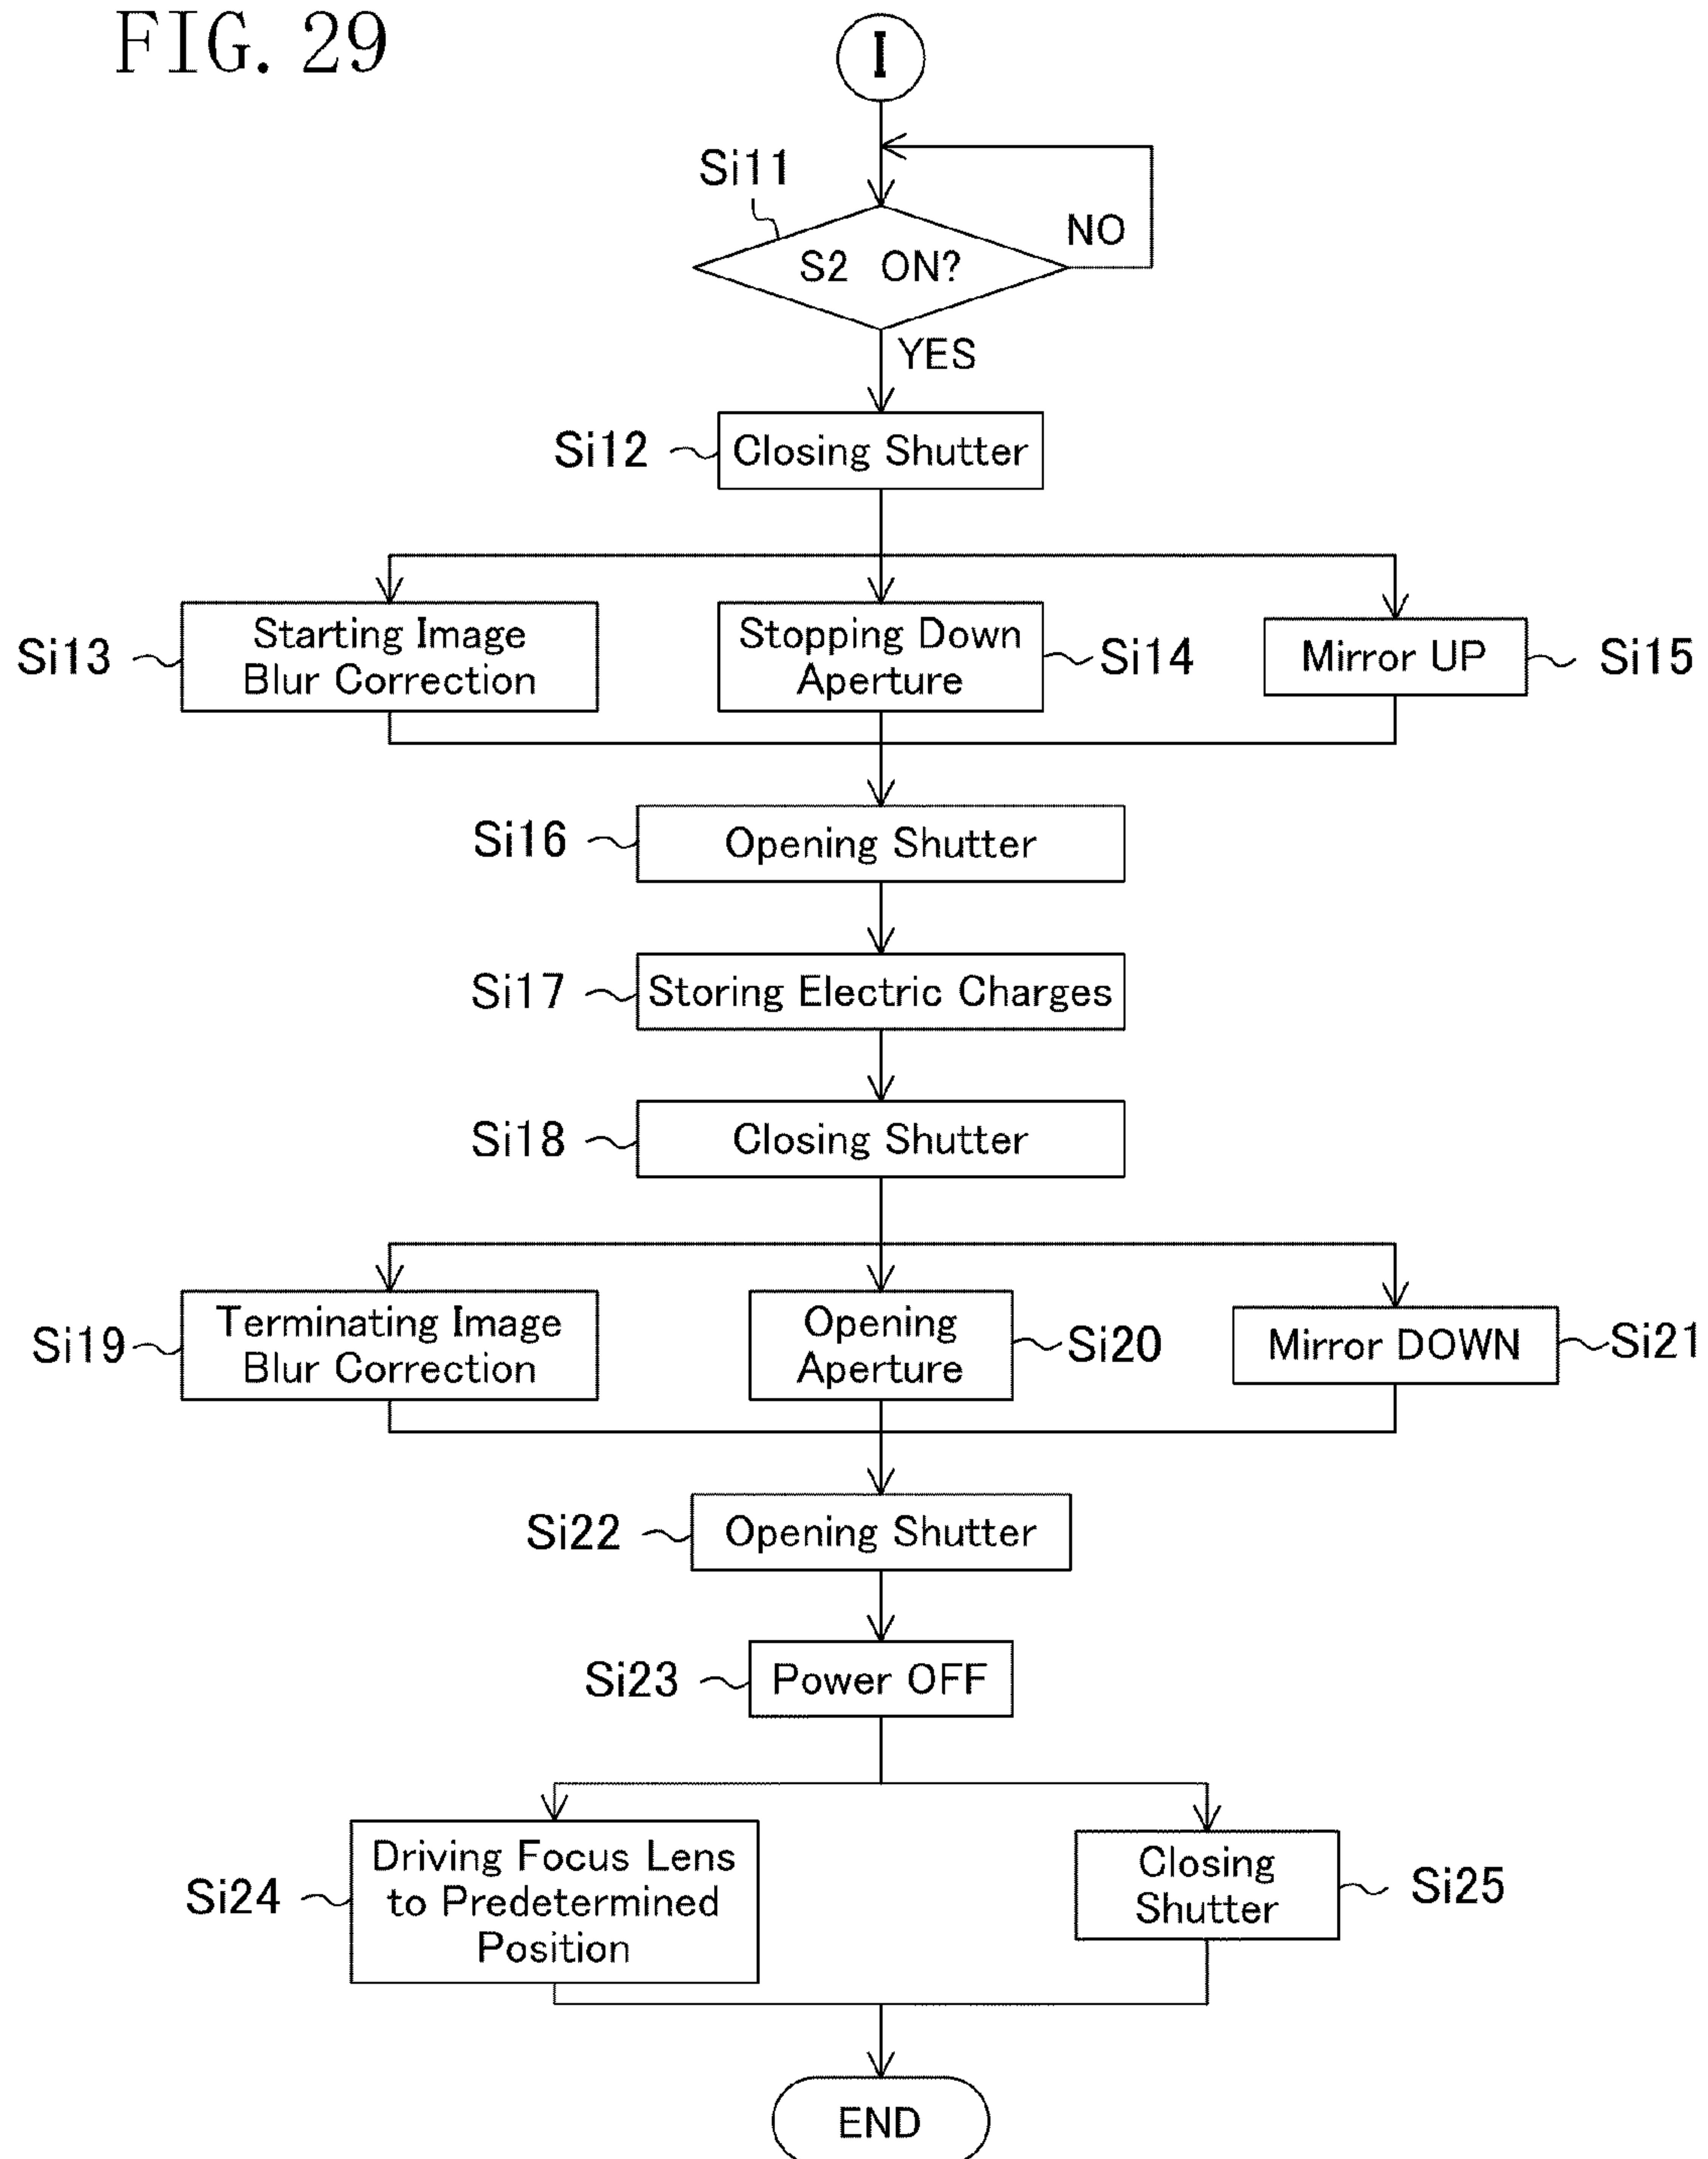 FIG. 29
I
Si11
S2 ON?
NO
YES
Si12
Closing Shutter
Si13
Starting Image
Blur Correction
Stopping Down
Aperture
Si14
Mirror UP
Si15
Si16
Opening Shutter
Si17
Storing Electric Charges
Si18
Closing Shutter
Si19
Terminating Image
Blur Correction
Opening
Aperture
Si20
Mirror DOWN
Si21
Si22
Opening Shutter
Si23
Power OFF
Si24
Driving Focus Lens
to Predetermined
Position
Closing
Shutter
Si25
END